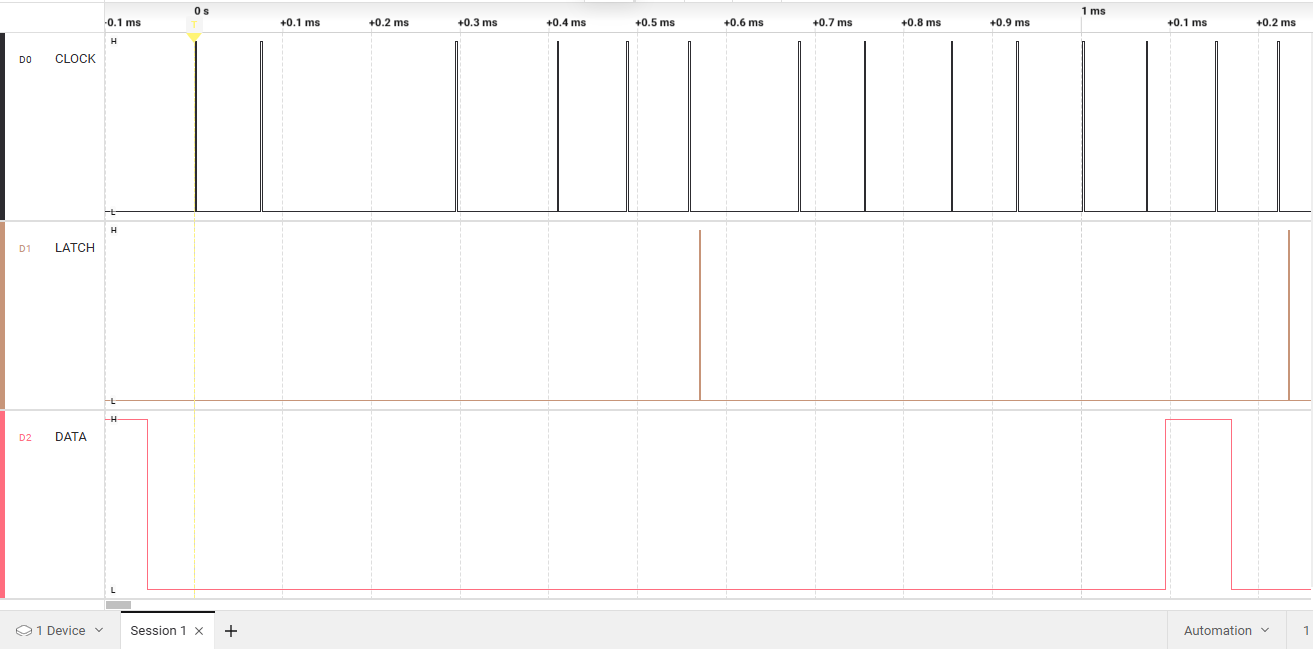 0 s 1 ms
-0.1 ms +0.1 ms +0.2 ms +0.3 ms +0.4 ms +0.5 ms +0.6 ms +0.7 ms +0.8 ms +0.9 ms +0.1 ms +0.2 ms
1
H
D0 CLOCK
L
H
D1 LATCH
L
H
D2 DATA
L
1 Device Session 1 Automation 1